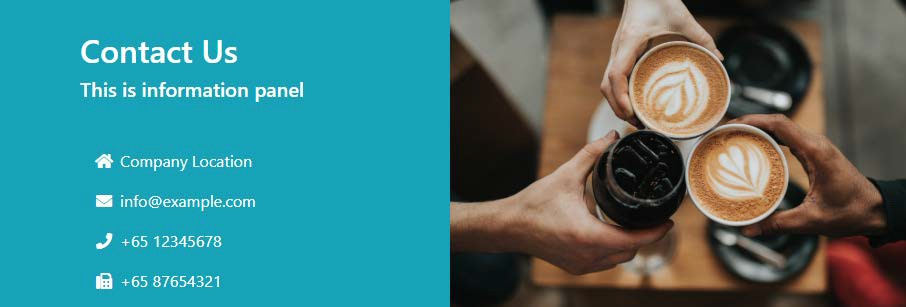 Contact Us
This is information panel
Company Location
info@example.com
+65 12345678
+65 87654321